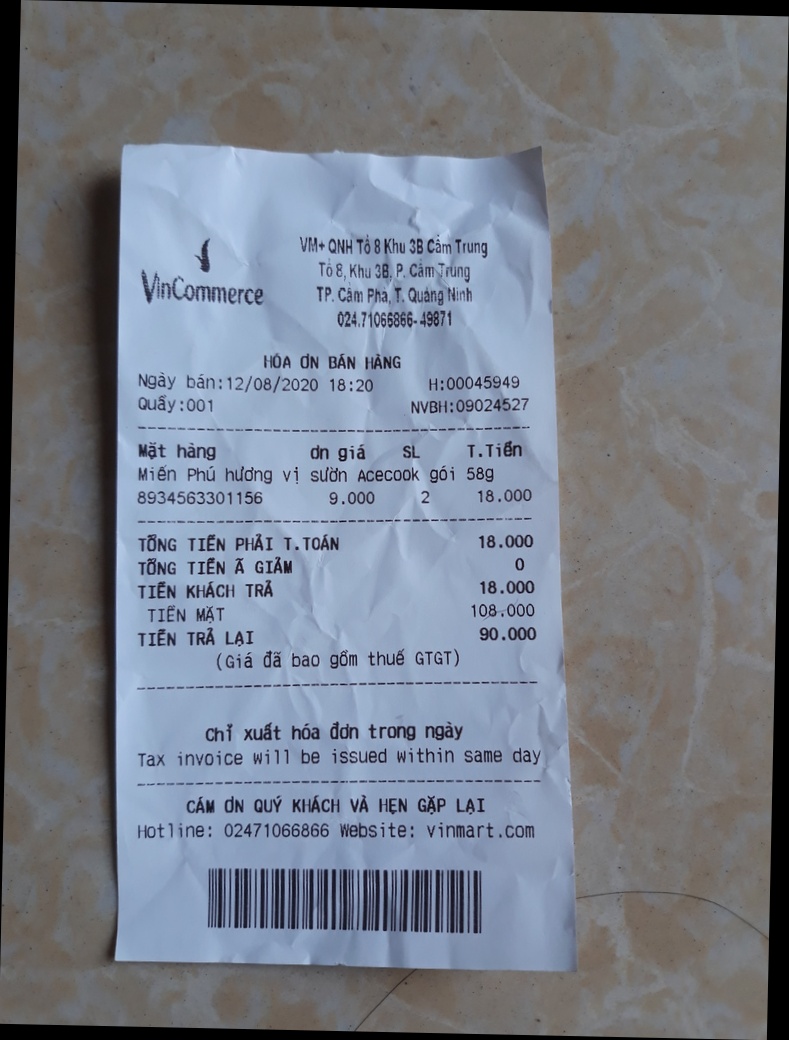 VinCommerce
VM+ QNH Tổ 8 Khu 3B Cẩm Trung
Tổ 8, Khu 3B, P. Cẩm Trung
TP. Cẩm Phả, T. Quảng Ninh
024.71066866-49871
HÓA ƠN BÁN HÀNG
Ngày bán:12/08/2020 18:20 H:00045949
Quầy:001 NVBH:09024527
Mặt hàng ơn giá SL T.Tiền
Miến Phú hương vị sườn Acecook gói 58g
8934563301156 9.000 2 18.000
TỔNG TIỀN PHẢI T.TOÁN 18.000
TỔNG TIỀN Ã GIẢM 0
TIỀN KHÁCH TRẢ 18.000
TIỀN MẶT 108.000
TIỀN TRẢ LẠI 90.000
(Giá đã bao gồm thuế GTGT)
Chỉ xuất hóa đơn trong ngày
Tax invoice will be issued within same day
CÁM ƠN QUÝ KHÁCH VÀ HẸN GẶP LẠI
Hotline: 02471066866 Website: vinmart.com